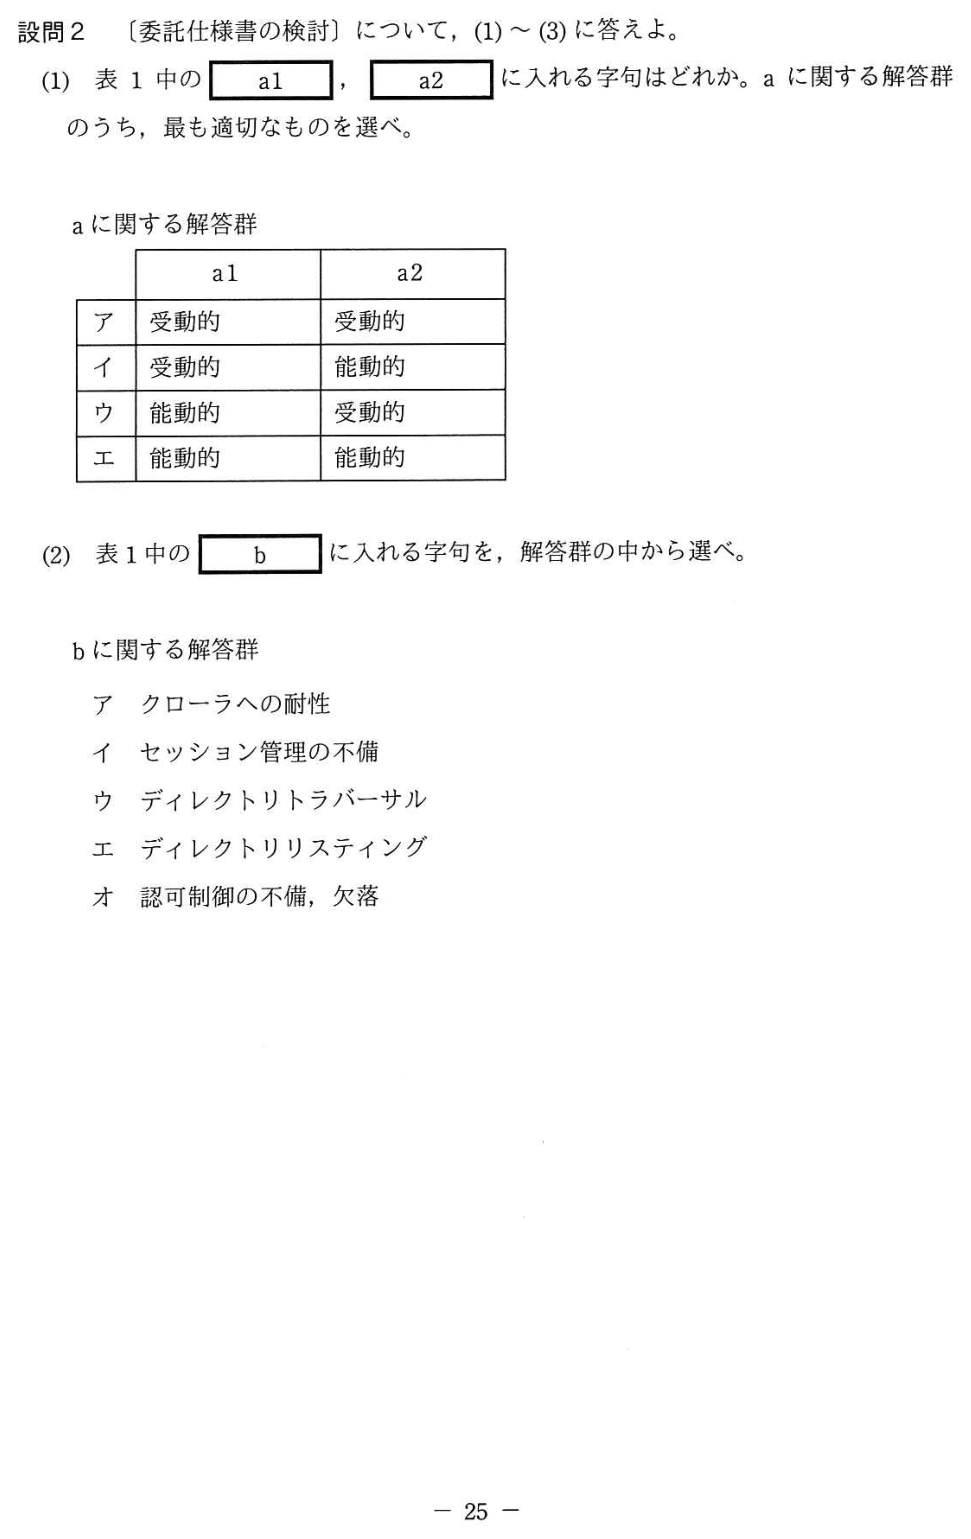 設問2 〔委託仕様書の検討〕について,(1)～(3)に答えよ。
(1) 表1中の a1 , a2 に入れる字句はどれか。a に関する解答群
のうち,最も適切なものを選べ。
aに関する解答群
a1 a2
ア 受動的 受動的
イ 受動的 能動的
ウ 能動的 受動的
エ 能動的 能動的
(2) 表1中の b に入れる字句を,解答群の中から選べ。
bに関する解答群
ア クローラへの耐性
イ セッション管理の不備
ウ ディレクトリトラバーサル
エ ディレクトリリスティング
オ 認可制御の不備,欠落
－ 25 －